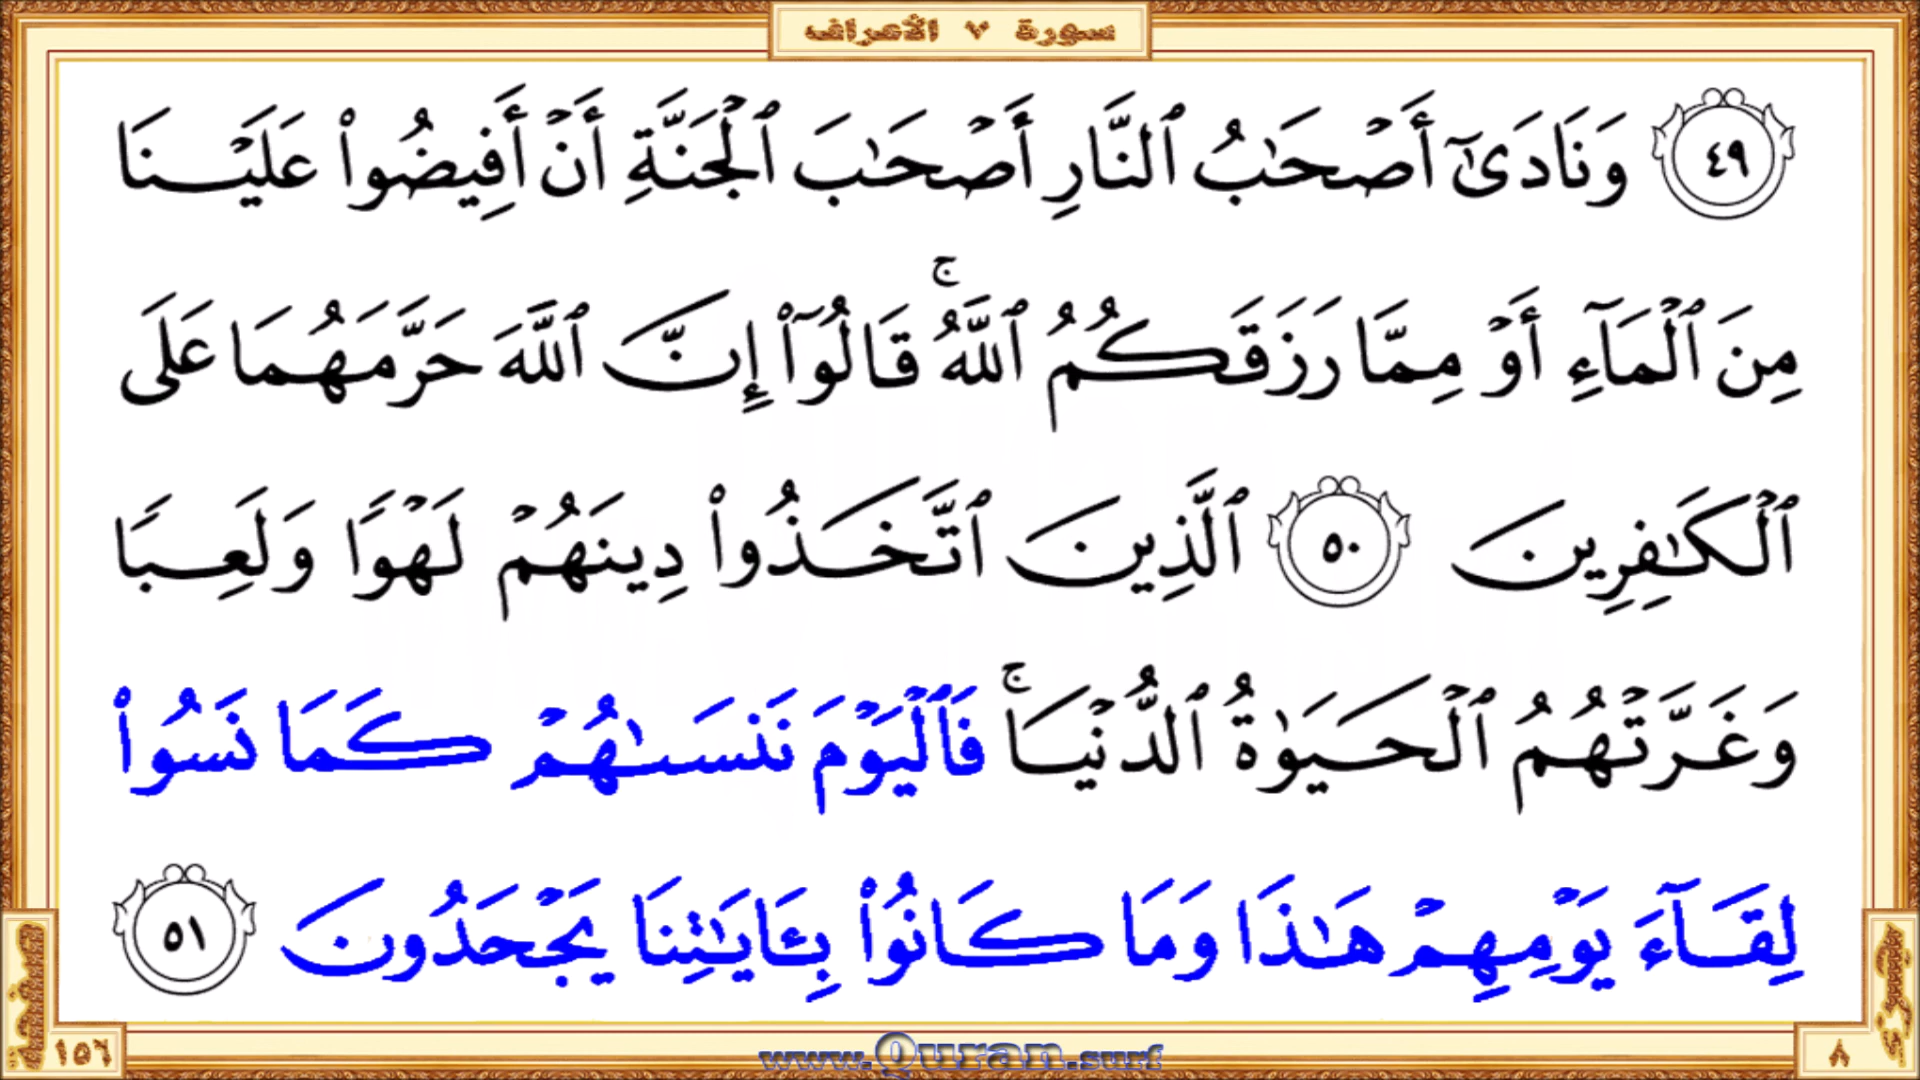 سورة ٧ الأعراف
٤٩ وَنَادَىٰٓ أَصْحَٰبُ ٱلنَّارِ أَصْحَٰبَ ٱلْجَنَّةِ أَنْ أَفِيضُوا۟ عَلَيْنَا
مِنَ ٱلْمَآءِ أَوْ مِمَّا رَزَقَكُمُ ٱللَّهُ ۚ قَالُوٓا۟ إِنَّ ٱللَّهَ حَرَّمَهُمَا عَلَى
ٱلْكَٰفِرِينَ ٥٠ ٱلَّذِينَ ٱتَّخَذُوا۟ دِينَهُمْ لَهْوًا وَلَعِبًا
وَغَرَّتْهُمُ ٱلْحَيَوٰةُ ٱلدُّنْيَا ۚ فَٱلْيَوْمَ نَنسَىٰهُمْ كَمَا نَسُوا۟
لِقَآءَ يَوْمِهِمْ هَٰذَا وَمَا كَانُوا۟ بِـَٔايَٰتِنَا يَجْحَدُونَ ٥١
صفحة
١٥٦
www.Quran.surf
٨